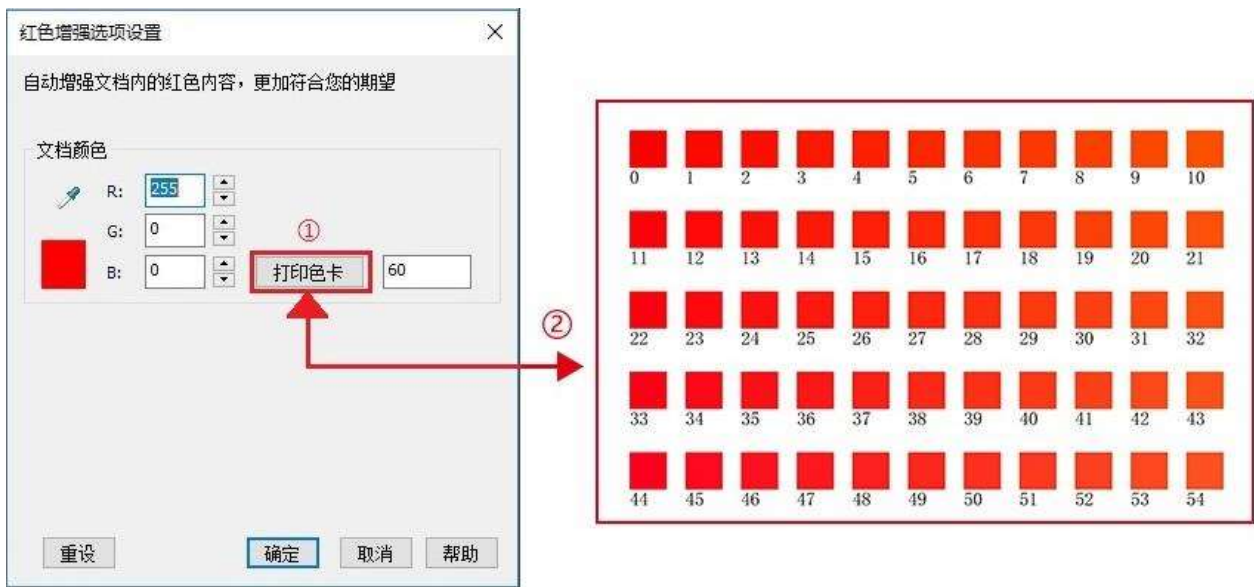 红色增强选项设置
自动增强文档内的红色内容，更加符合您的期望
文档颜色
R: 255
G: 0
①
B: 0 打印色卡 60
②
重设 确定 取消 帮助
0 1 2 3 4 5 6 7 8 9 10
11 12 13 14 15 16 17 18 19 20 21
22 23 24 25 26 27 28 29 30 31 32
33 34 35 36 37 38 39 40 41 42 43
44 45 46 47 48 49 50 51 52 53 54